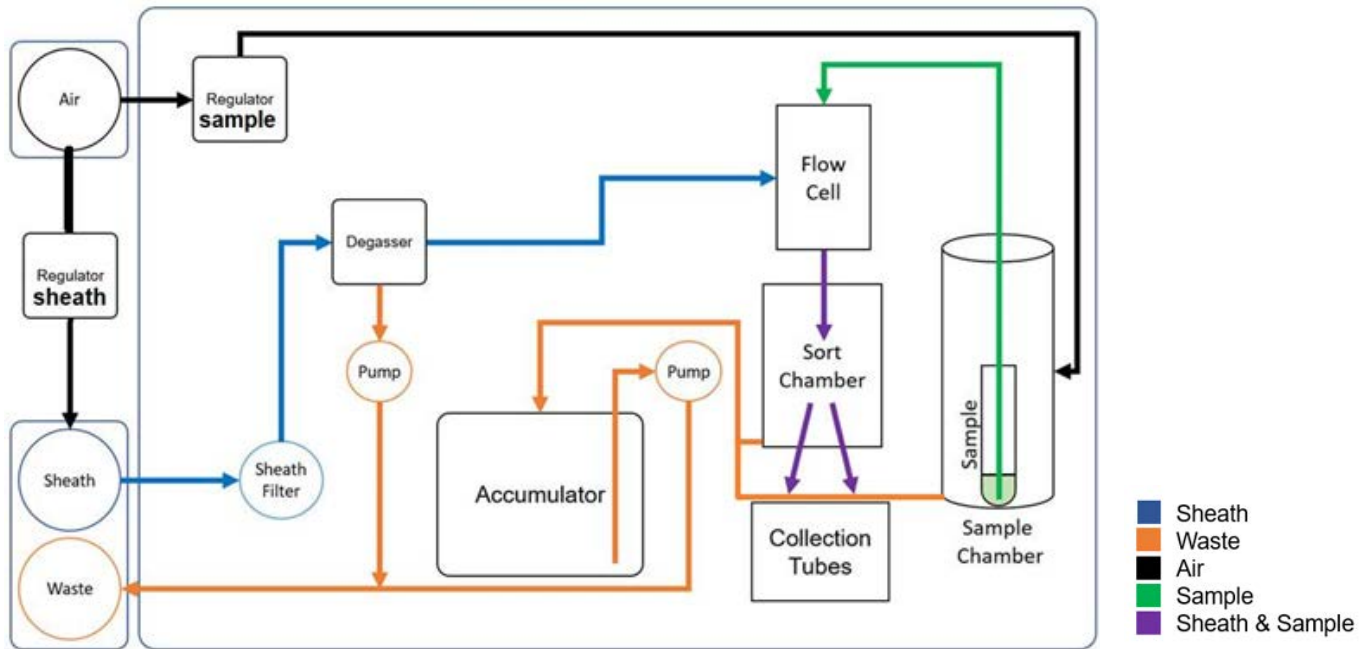 Air
Regulator
sample
Regulator
sheath
Sheath
Waste
Sheath
Filter
Degasser
Pump
Accumulator
Pump
Flow
Cell
Sort
Chamber
Collection
Tubes
Sample
Sample
Chamber
Sheath
Waste
Air
Sample
Sheath & Sample